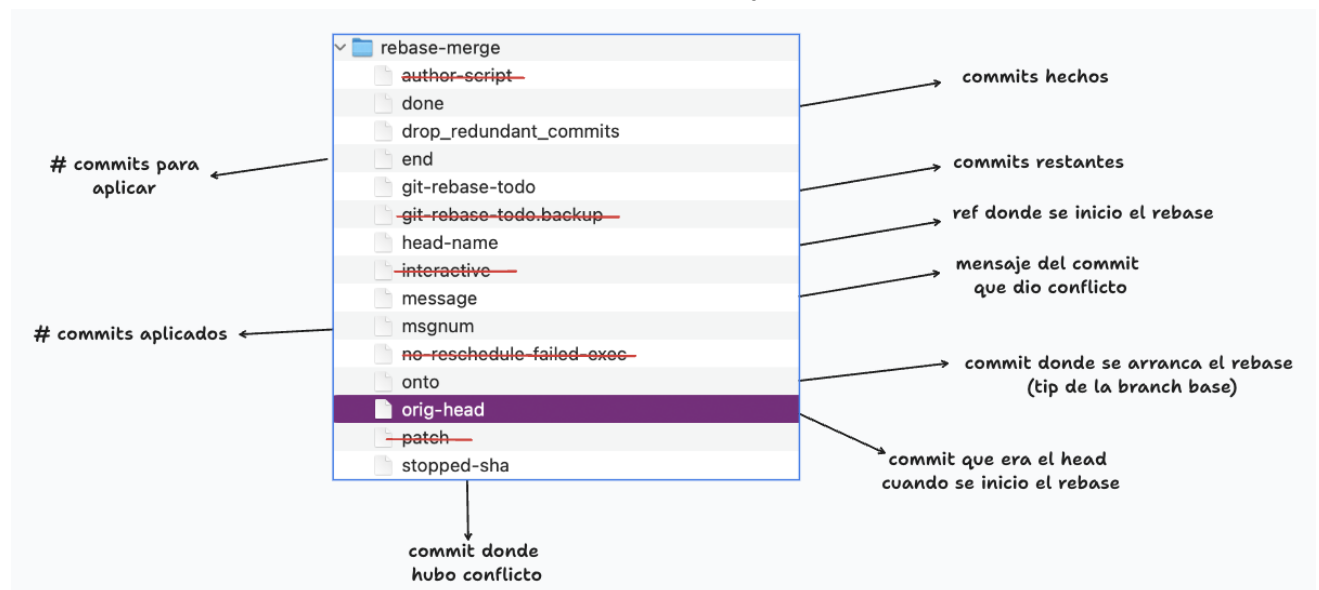 rebase-merge
author-script
done
drop_redundant_commits
end
git-rebase-todo
git-rebase-todo.backup
head-name
interactive
message
msgnum
no-reschedule-failed-exec
onto
orig-head
patch
stopped-sha
# commits para
aplicar
# commits aplicados
commits hechos
commits restantes
ref donde se inicio el rebase
mensaje del commit
que dio conflicto
commit donde se arranca el rebase
(tip de la branch base)
commit que era el head
cuando se inicio el rebase
commit donde
hubo conflicto